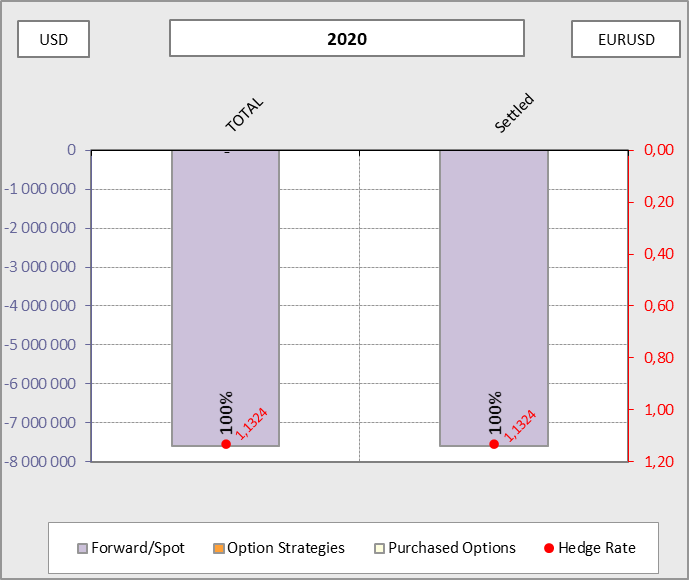 USD
2020
EURUSD
TOTAL
Settled
0
-1 000 000
-2 000 000
-3 000 000
-4 000 000
-5 000 000
-6 000 000
-7 000 000
-8 000 000
0,00
0,20
0,40
0,60
0,80
1,00
1,20
-
100%
1,1324
100%
1,1324
Forward/Spot
Option Strategies
Purchased Options
Hedge Rate